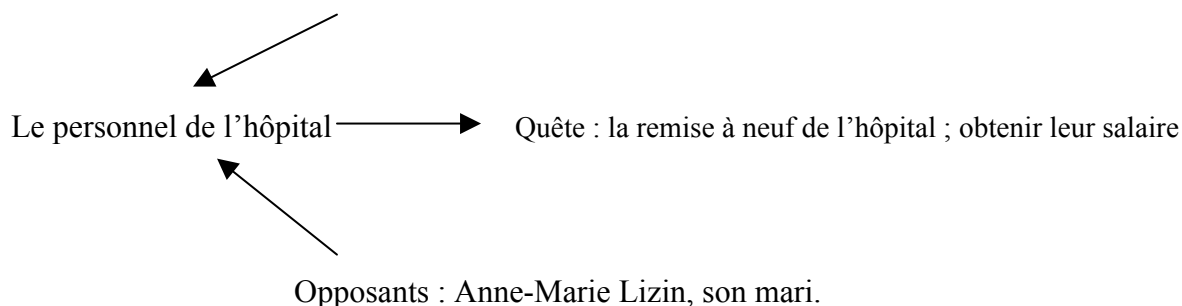 Le personnel de l’hôpital Quête : la remise à neuf de l’hôpital ; obtenir leur salaire
Opposants : Anne-Marie Lizin, son mari.